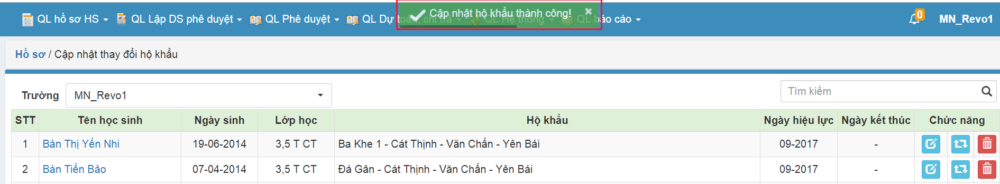 Cập nhật hộ khẩu thành công! ×
QL hồ sơ HS QL Lập DS phê duyệt QL Phê duyệt QL Dự toán, chi trả QL Hệ thống QL báo cáo 0 MN_Revo1
Hồ sơ / Cập nhật thay đổi hộ khẩu
Trường MN_Revo1 Tìm kiếm
STT Tên học sinh Ngày sinh Lớp học Hộ khẩu Ngày hiệu lực Ngày kết thúc Chức năng
1 Bàn Thị Yến Nhi 19-06-2014 3,5 T CT Ba Khe 1 - Cát Thịnh - Văn Chấn - Yên Bái 09-2017 -
2 Bàn Tiến Bảo 07-04-2014 3,5 T CT Đá Gân - Cát Thịnh - Văn Chấn - Yên Bái 09-2017 -